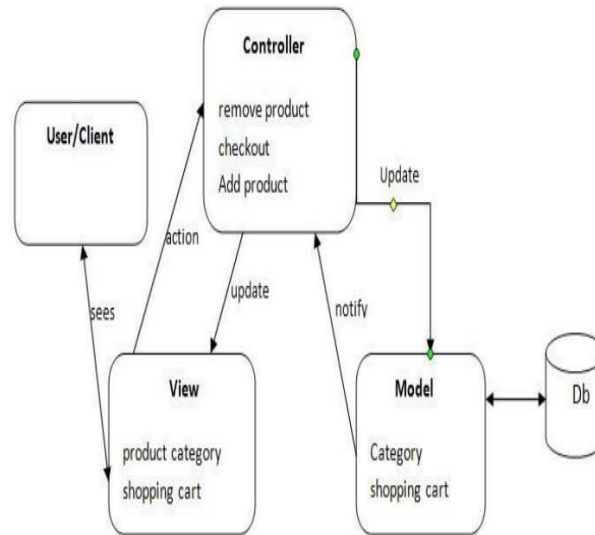 Controller
remove product
checkout
Add product
User/Client
Update
action
update
notify
sees
View
product category
shopping cart
Model
Category
shopping cart
Db